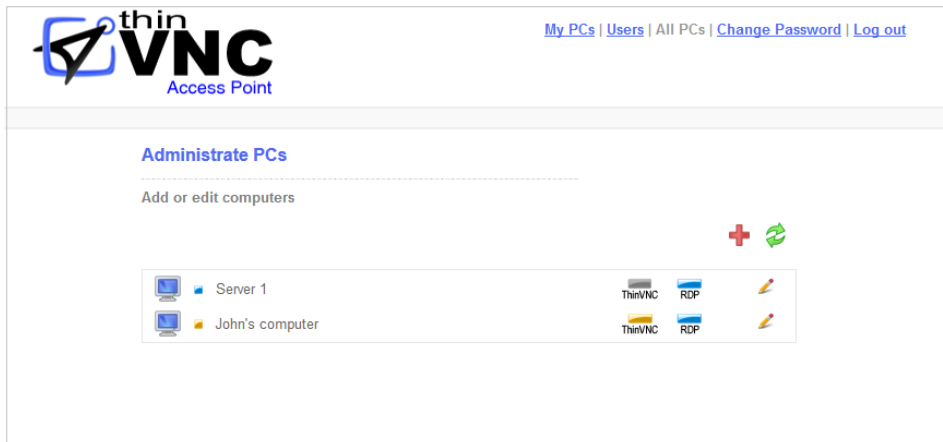 thin
VNC
Access Point
My PCs | Users | All PCs | Change Password | Log out
Administrate PCs
Add or edit computers
Server 1 ThinVNC RDP
John's computer ThinVNC RDP